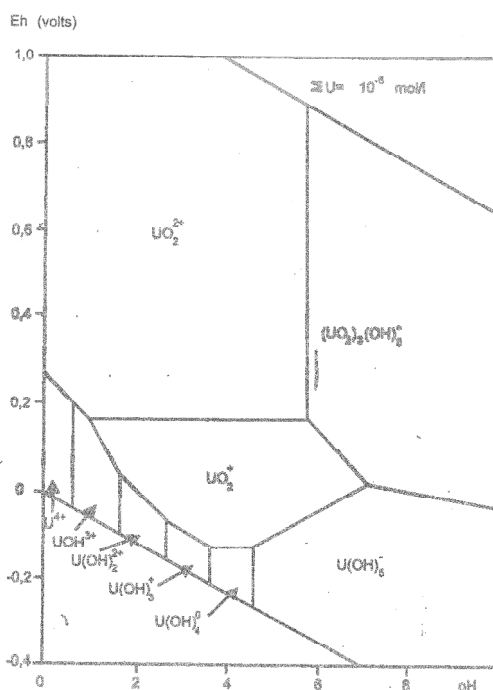 Eh (voits)
1,0
ΣU= 10⁻⁶ mol/l
0,8
UO₂²⁺
0,6
0,4
(UO₂)₃(OH)₅⁺
0,2
UO₂⁺
0
U⁴⁺
UOH³⁺
U(OH)₂²⁺
U(OH)₅⁻
-0,2
U(OH)₃⁺
U(OH)₄⁰
-0,4
0 2 4 6 8 pH